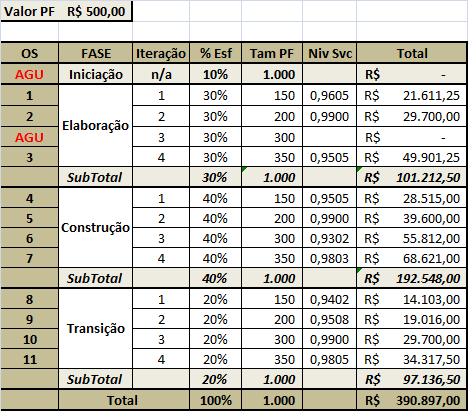 Valor PF R$ 500,00
OS FASE Iteração % Esf Tam PF Niv Svc Total
AGU Iniciação n/a 10% 1.000 R$ -
1 1 30% 150 0,9605 R$ 21.611,25
2 Elaboração 2 30% 200 0,9900 R$ 29.700,00
AGU 3 30% 300 R$ -
3 4 30% 350 0,9505 R$ 49.901,25
SubTotal 30% 1.000 R$ 101.212,50
4 1 40% 150 0,9505 R$ 28.515,00
5 Construção 2 40% 200 0,9900 R$ 39.600,00
6 3 40% 300 0,9302 R$ 55.812,00
7 4 40% 350 0,9803 R$ 68.621,00
SubTotal 40% 1.000 R$ 192.548,00
8 1 20% 150 0,9402 R$ 14.103,00
9 Transição 2 20% 200 0,9508 R$ 19.016,00
10 3 20% 300 0,9900 R$ 29.700,00
11 4 20% 350 0,9805 R$ 34.317,50
SubTotal 20% 1.000 R$ 97.136,50
Total 100% 1.000 R$ 390.897,00